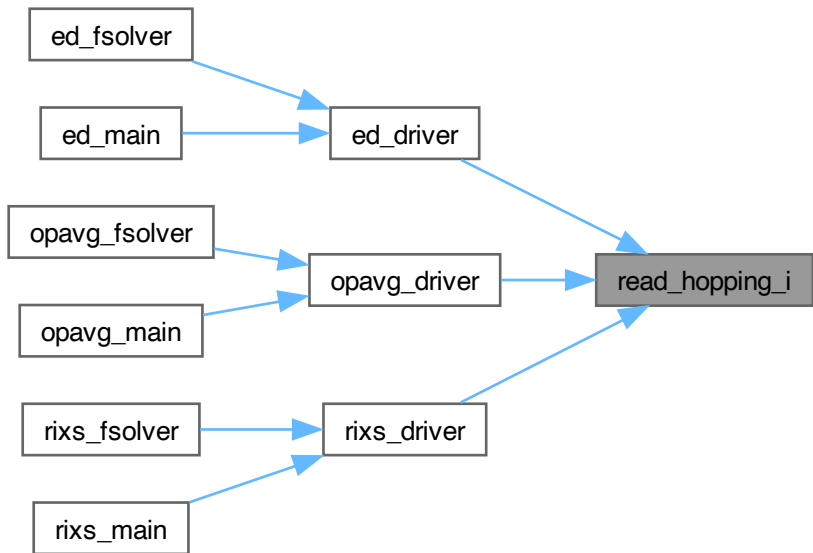 ed_fsolver
ed_main
ed_driver
opavg_fsolver
opavg_driver
read_hopping_i
opavg_main
rixs_fsolver
rixs_driver
rixs_main